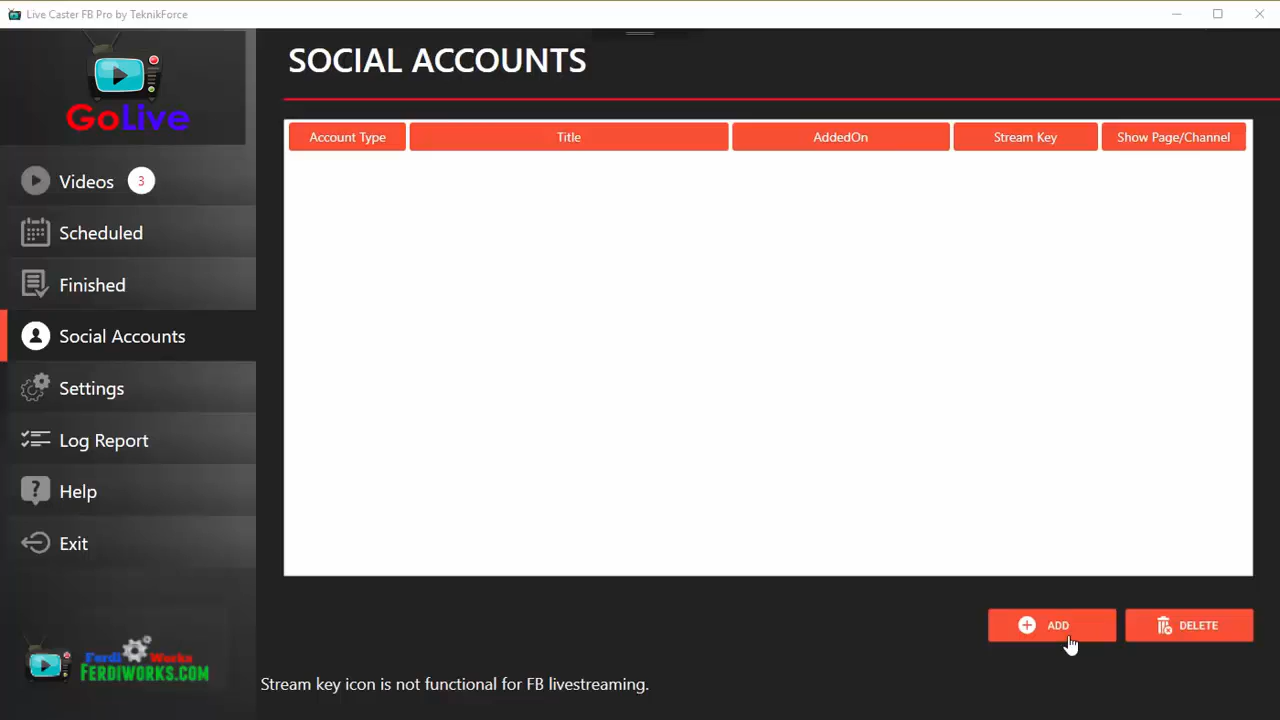 Live Caster FB Pro by TeknikForce
GoLive
SOCIAL ACCOUNTS
Account Type Title AddedOn Stream Key Show Page/Channel
Videos 3
Scheduled
Finished
Social Accounts
Settings
Log Report
Help
Exit
ADD DELETE
Ferdi Works
FERDIWORKS.COM
Stream key icon is not functional for FB livestreaming.